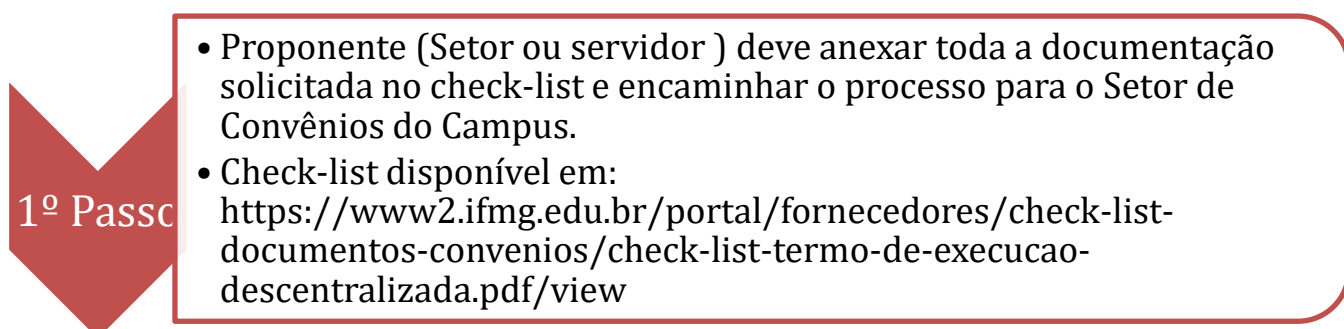 1º Passo
• Proponente (Setor ou servidor ) deve anexar toda a documentação
solicitada no check-list e encaminhar o processo para o Setor de
Convênios do Campus.
• Check-list disponível em:
https://www2.ifmg.edu.br/portal/fornecedores/check-list-
documentos-convenios/check-list-termo-de-execucao-
descentralizada.pdf/view